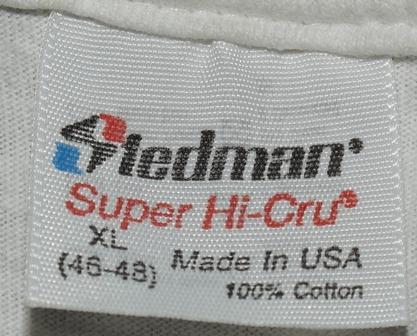 Stedman®
Super Hi-Cru®
XL
(46-48) Made In USA
100% Cotton